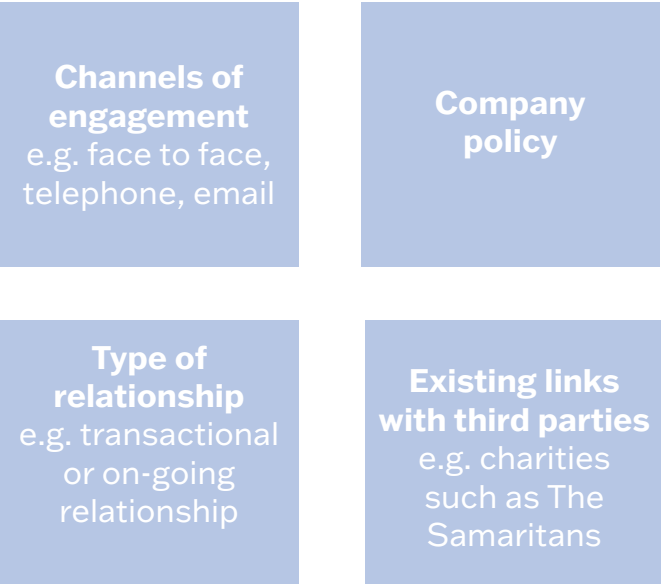 Channels of
engagement
e.g. face to face,
telephone, email
Company
policy
Type of
relationship
e.g. transactional
or on-going
relationship
Existing links
with third parties
e.g. charities
such as The
Samaritans